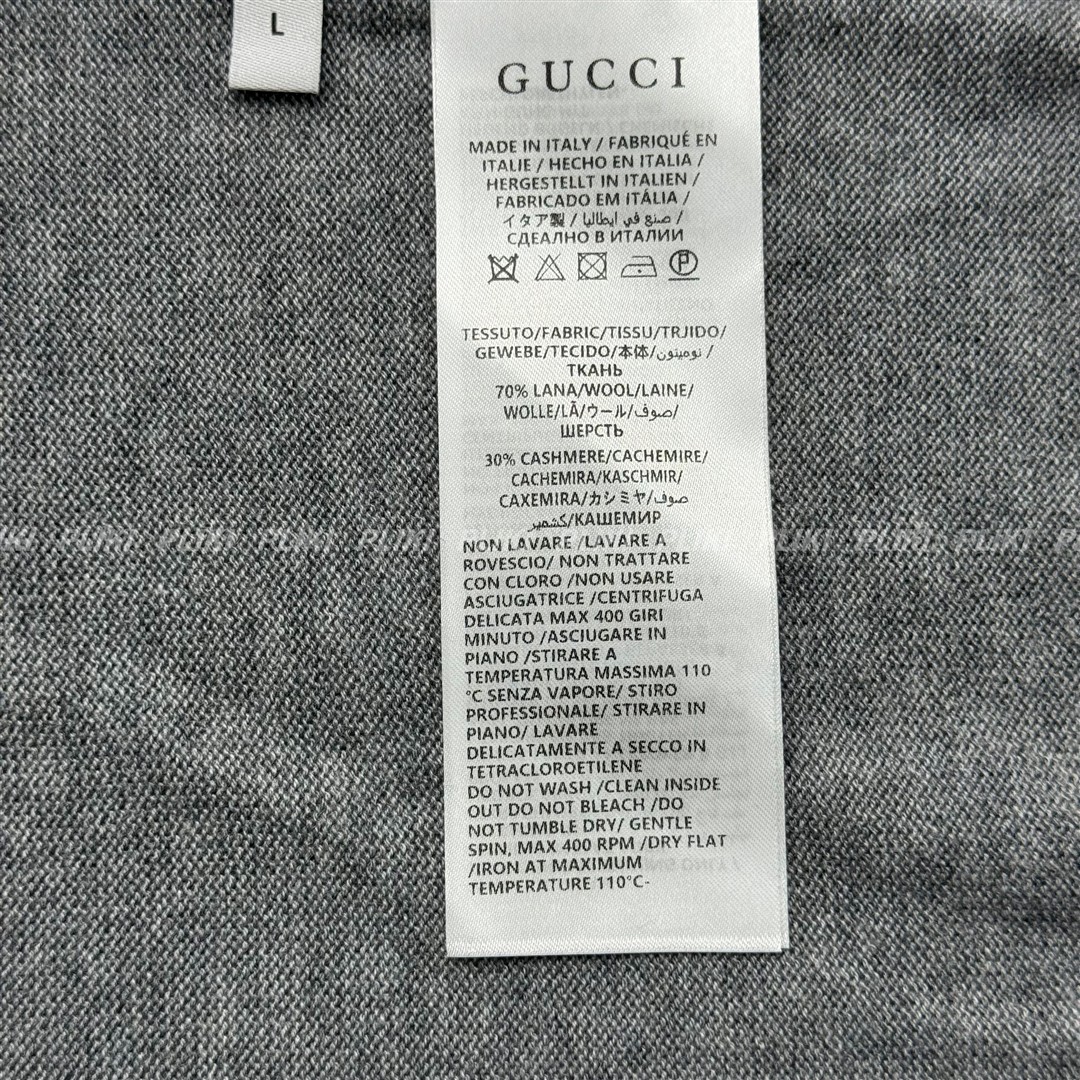 L
GUCCI
MADE IN ITALY / FABRIQUÉ EN
ITALIE / HECHO EN ITALIA /
HERGESTELLT IN ITALIEN /
FABRICADO EM ITÁLIA /
イタア製 / صنع في ايطاليا /
СДЕАЛНО В ИТАЛИИ
TESSUTO/FABRIC/TISSU/TRJIDO/
GEWEBE/TECIDO/本体/نومينون /
ТКАНЬ
70% LANA/WOOL/LAINE/
WOLLE/LÃ/ウール/صوف/
ШЕРСТЬ
30% CASHMERE/CACHEMIRE/
CACHEMIRA/KASCHMIR/
CAXEMIRA/カシミヤ/صوف
كشمير/КАШЕМИР
NON LAVARE /LAVARE A
ROVESCIO/ NON TRATTARE
CON CLORO /NON USARE
ASCIUGATRICE /CENTRIFUGA
DELICATA MAX 400 GIRI
MINUTO /ASCIUGARE IN
PIANO /STIRARE A
TEMPERATURA MASSIMA 110
°C SENZA VAPORE/ STIRO
PROFESSIONALE/ STIRARE IN
PIANO/ LAVARE
DELICATAMENTE A SECCO IN
TETRACLOROETILENE
DO NOT WASH /CLEAN INSIDE
OUT DO NOT BLEACH /DO
NOT TUMBLE DRY/ GENTLE
SPIN, MAX 400 RPM /DRY FLAT
/IRON AT MAXIMUM
TEMPERATURE 110°C-